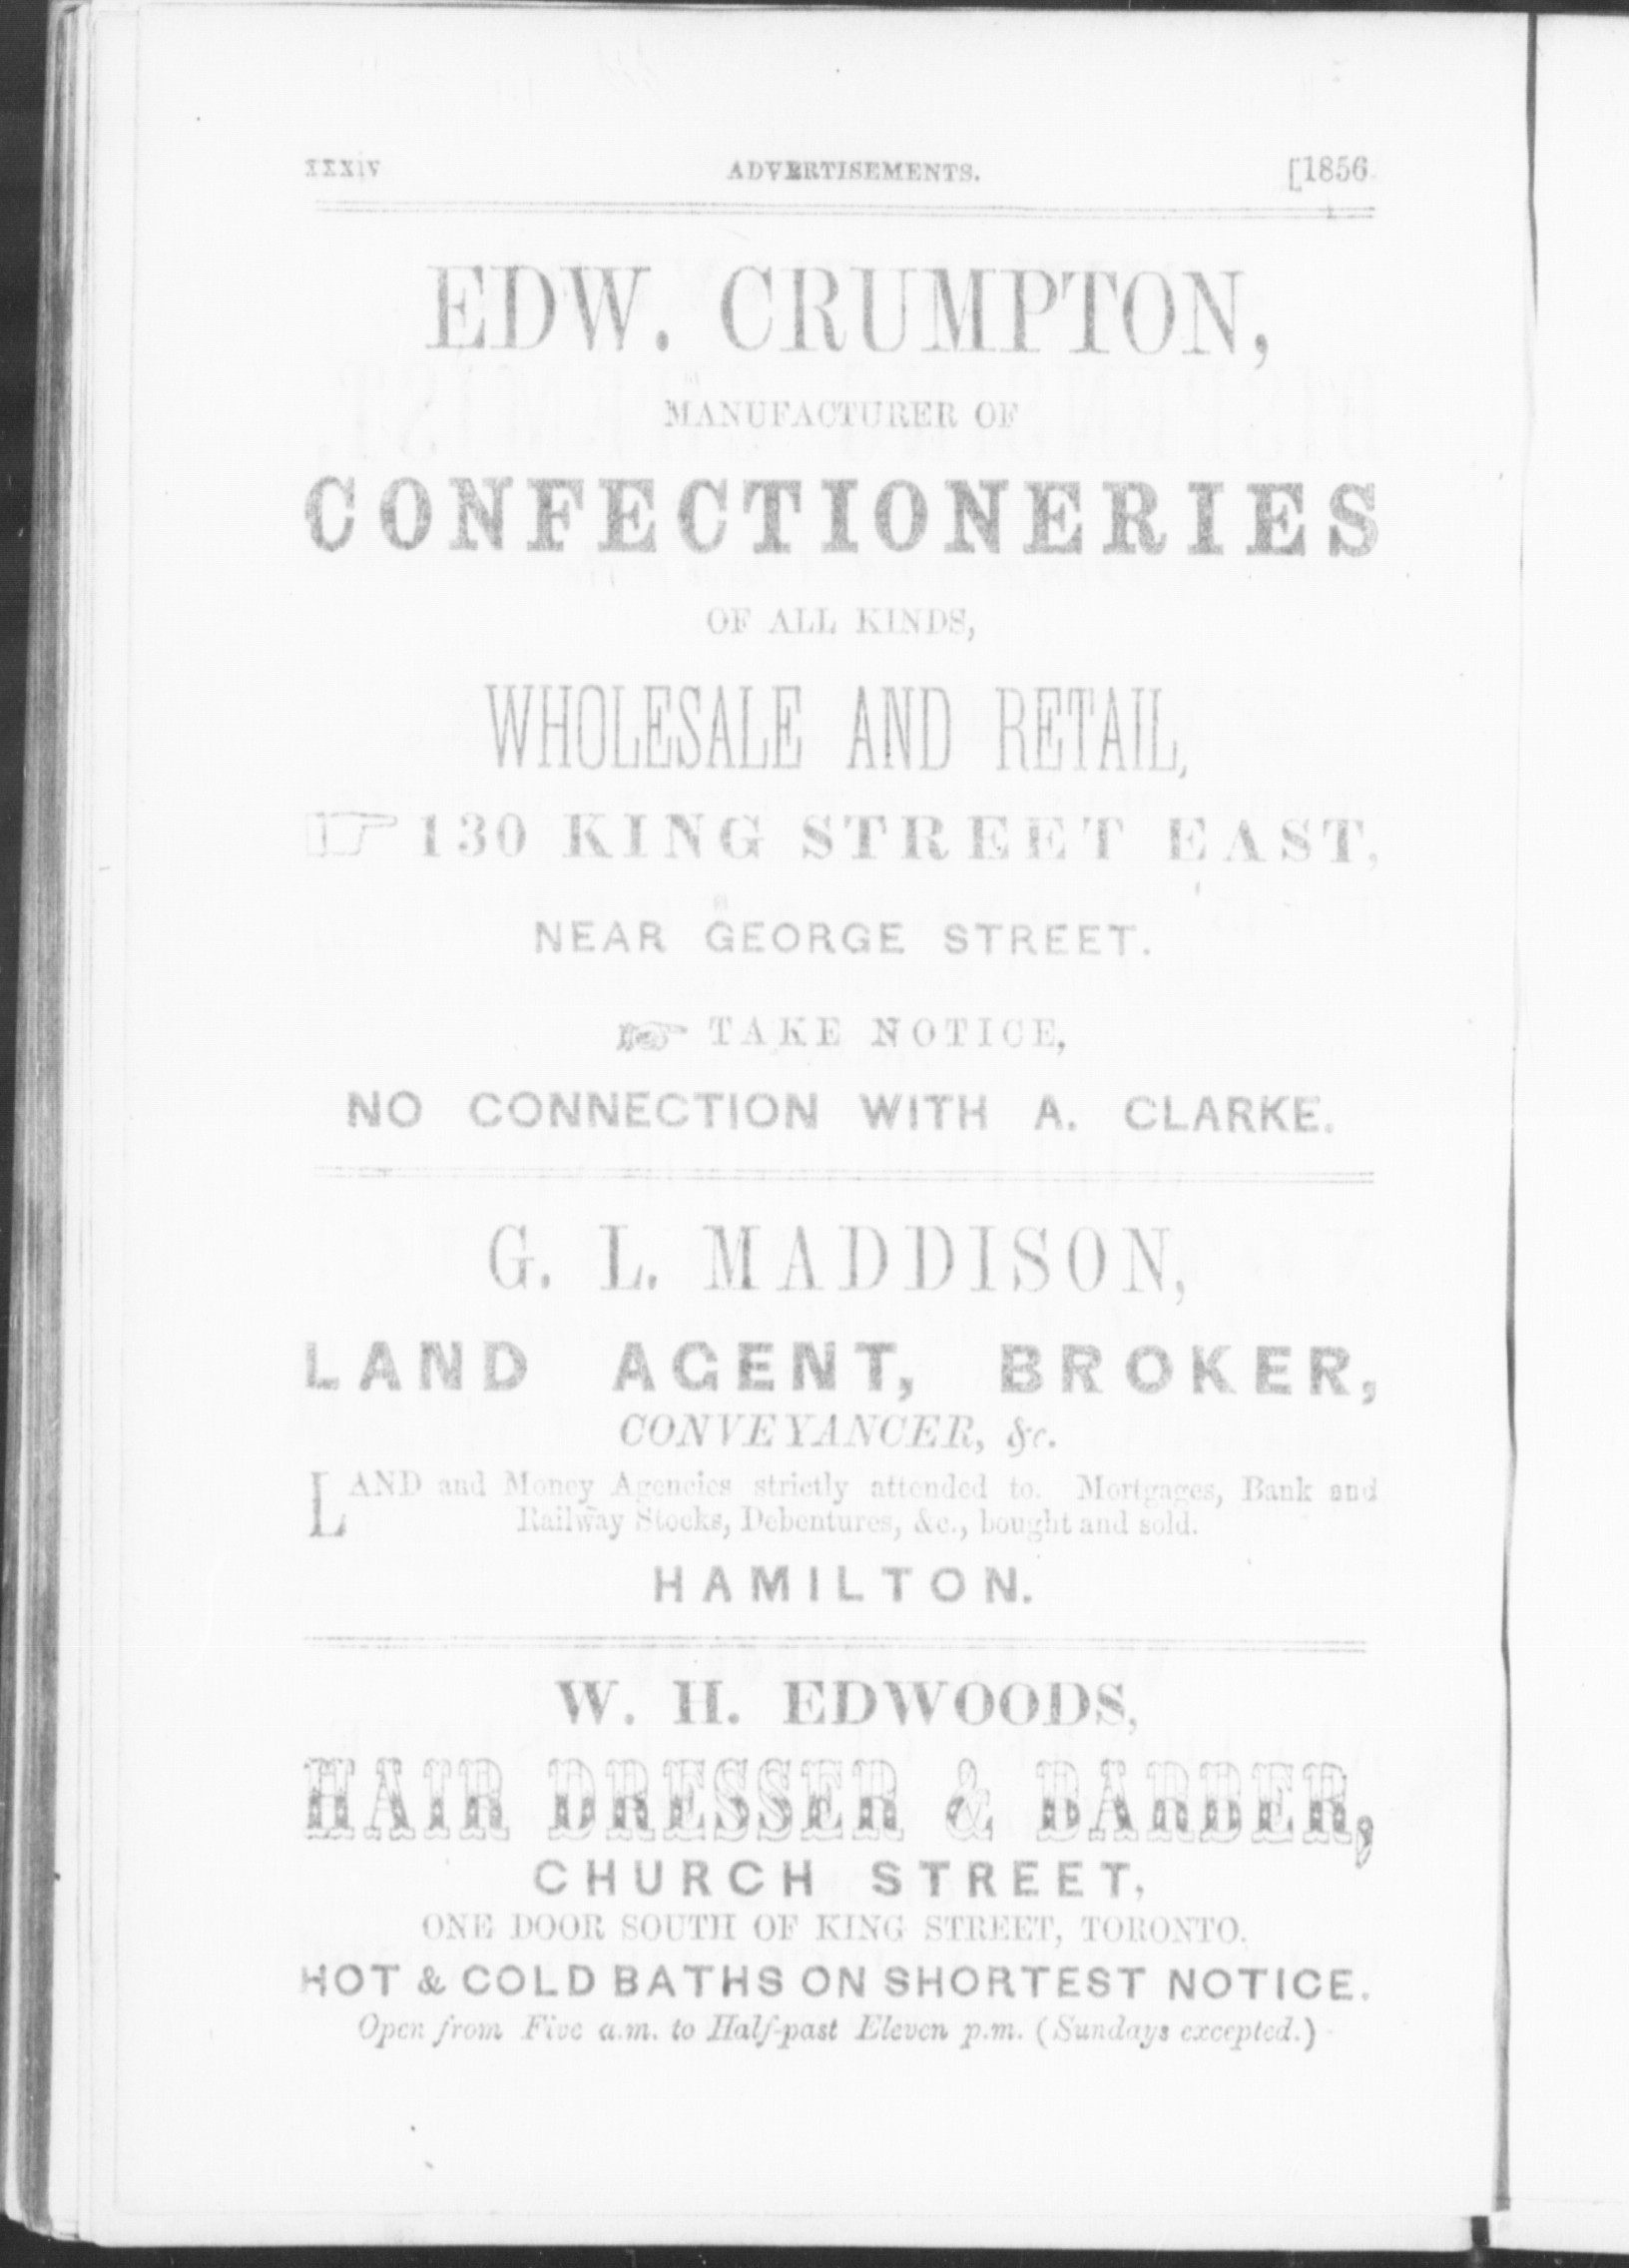 xxxiv ADVERTISEMENTS. [1856.
EDW. CRUMPTON,
MANUFACTURER OF
CONFECTIONERIES
OF ALL KINDS,
WHOLESALE AND RETAIL,
☞ 130 KING STREET EAST,
NEAR GEORGE STREET.
☞ TAKE NOTICE,
NO CONNECTION WITH A. CLARKE.
G. L. MADDISON,
LAND AGENT, BROKER,
CONVEYANCER, &c.
LAND and Money Agencies strictly attended to. Mortgages, Bank and
Railway Stocks, Debentures, &c., bought and sold.
HAMILTON.
W. H. EDWOODS,
HAIR DRESSER & BARBER,
CHURCH STREET,
ONE DOOR SOUTH OF KING STREET, TORONTO.
HOT & COLD BATHS ON SHORTEST NOTICE.
Open from Five a.m. to Half-past Eleven p.m. (Sundays excepted.)